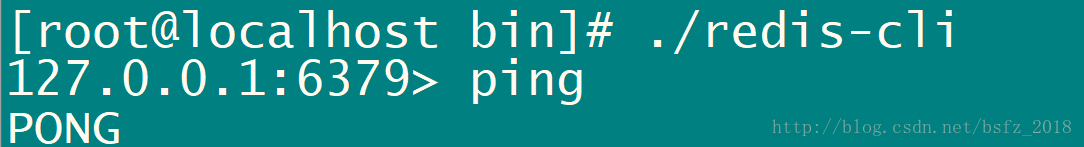 [root@localhost bin]# ./redis-cli
127.0.0.1:6379> ping
PONG
http://blog.csdn.net/bsfz_2018